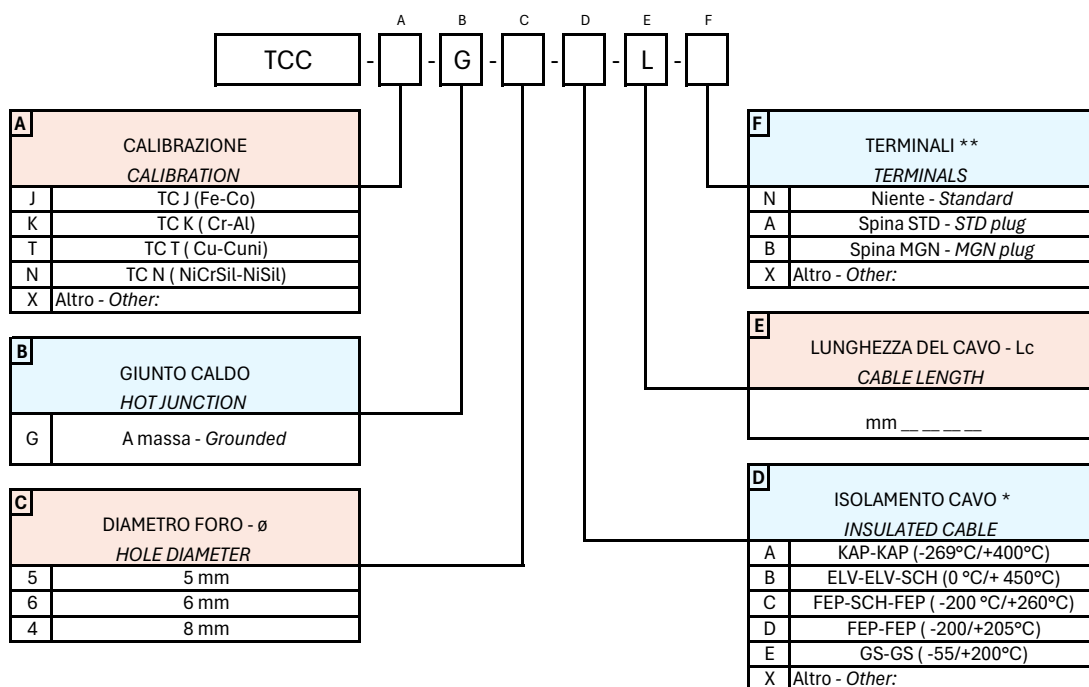 A B C D E F
TCC - - G - - - L -
A
CALIBRAZIONE
CALIBRATION
J TC J (Fe-Co)
K TC K ( Cr-Al)
T TC T ( Cu-Cuni)
N TC N ( NiCrSil-NiSil)
X Altro - Other:
B
GIUNTO CALDO
HOT JUNCTION
G A massa - Grounded
C
DIAMETRO FORO - ø
HOLE DIAMETER
5 5 mm
6 6 mm
4 8 mm
F
TERMINALI **
TERMINALS
N Niente - Standard
A Spina STD - STD plug
B Spina MGN - MGN plug
X Altro - Other:
E
LUNGHEZZA DEL CAVO - Lc
CABLE LENGTH
mm __ __ __ __
D
ISOLAMENTO CAVO *
INSULATED CABLE
A KAP-KAP (-269°C/+400°C)
B ELV-ELV-SCH (0 °C/+ 450°C)
C FEP-SCH-FEP ( -200 °C/+260°C)
D FEP-FEP ( -200/+205°C)
E GS-GS ( -55/+200°C)
X Altro - Other: